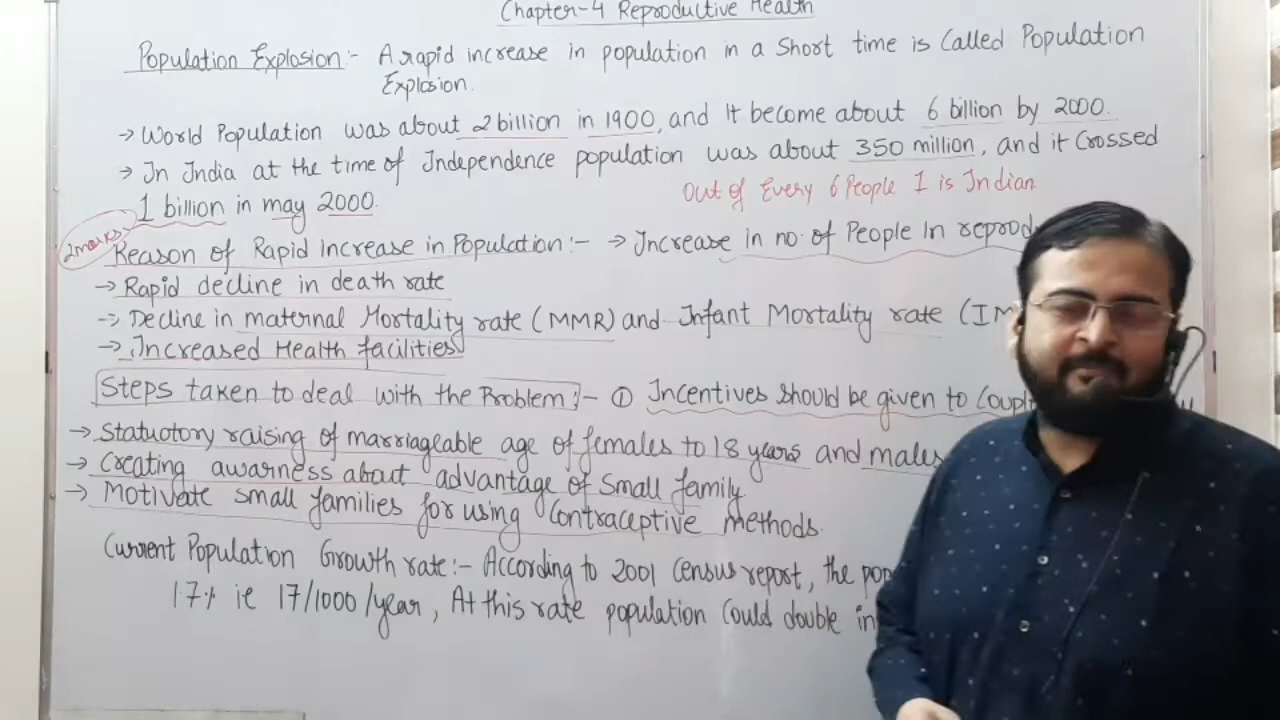 Chapter-4 Reproductive Health
Population Explosion:- A rapid increase in population in a Short time is Called Population
Explosion.
→ World Population was about 2 billion in 1900, and It become about 6 billion by 2000.
→ In India at the time of Independence population was about 350 million, and it Crossed
1 billion in may 2000.
Out of Every 6 People 1 is Indian
2 marks
Reason of Rapid increase in Population:- → Increase in no. of People In
→ Rapid decline in death rate
→ Decline in maternal Mortality rate (MMR) and Infant Mortality rate
→ Increased Health facilities
Steps taken to deal with the Problem:- ① Incentives should be given to
→ Statuotory raising of marriageable age of females to 18 years and males
→ Creating awarness about advantage of Small family
→ Motivate small families for using Contraceptive methods.
Current Population Growth rate:- According to 2001 Census report, the
1.7% ie 17/1000/year, At this rate population Could double in